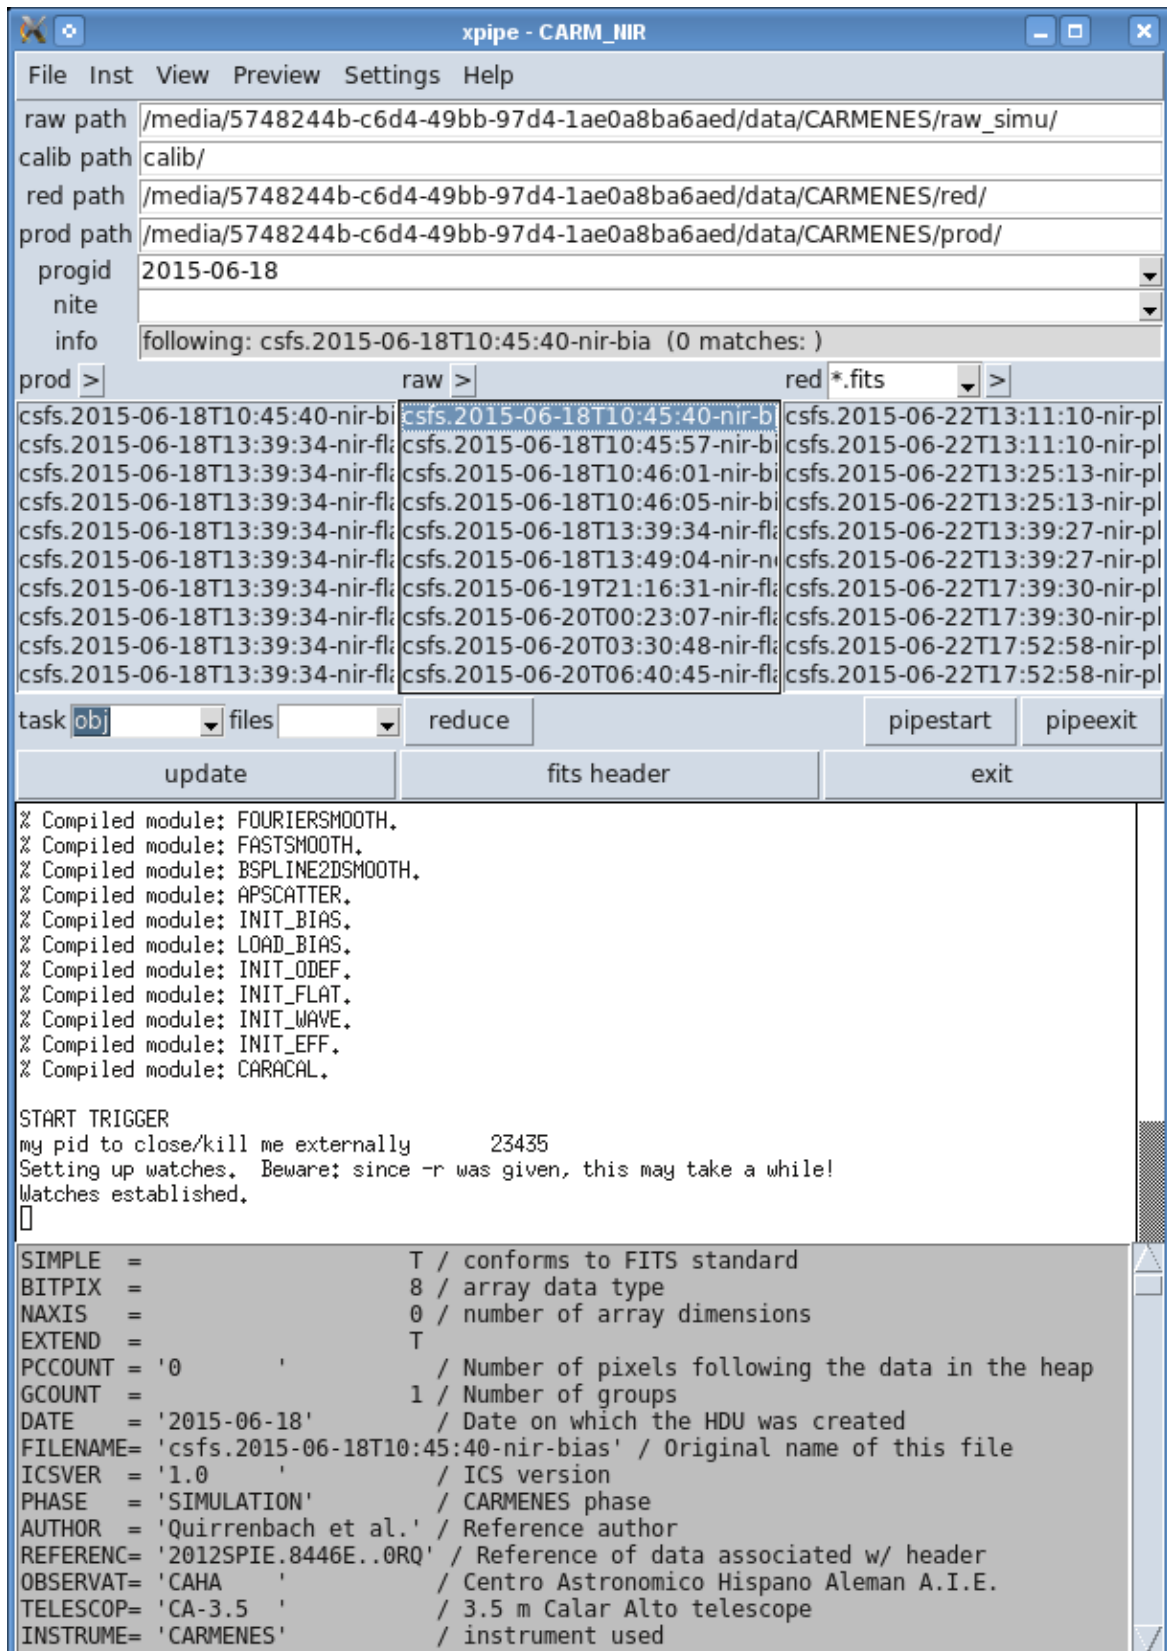 xpipe - CARM_NIR
File Inst View Preview Settings Help
raw path /media/5748244b-c6d4-49bb-97d4-1ae0a8ba6aed/data/CARMENES/raw_simu/
calib path calib/
red path /media/5748244b-c6d4-49bb-97d4-1ae0a8ba6aed/data/CARMENES/red/
prod path /media/5748244b-c6d4-49bb-97d4-1ae0a8ba6aed/data/CARMENES/prod/
progid 2015-06-18
nite
info following: csfs.2015-06-18T10:45:40-nir-bia (0 matches: )
prod > raw > red *.fits >
csfs.2015-06-18T10:45:40-nir-bi csfs.2015-06-18T10:45:40-nir-b csfs.2015-06-22T13:11:10-nir-pl
csfs.2015-06-18T13:39:34-nir-fla csfs.2015-06-18T10:45:57-nir-bi csfs.2015-06-22T13:11:10-nir-pl
csfs.2015-06-18T13:39:34-nir-fla csfs.2015-06-18T10:46:01-nir-bi csfs.2015-06-22T13:25:13-nir-pl
csfs.2015-06-18T13:39:34-nir-fla csfs.2015-06-18T10:46:05-nir-bi csfs.2015-06-22T13:25:13-nir-pl
csfs.2015-06-18T13:39:34-nir-fla csfs.2015-06-18T13:39:34-nir-fla csfs.2015-06-22T13:39:27-nir-pl
csfs.2015-06-18T13:39:34-nir-fla csfs.2015-06-18T13:49:04-nir-ne csfs.2015-06-22T13:39:27-nir-pl
csfs.2015-06-18T13:39:34-nir-fla csfs.2015-06-19T21:16:31-nir-fla csfs.2015-06-22T17:39:30-nir-pl
csfs.2015-06-18T13:39:34-nir-fla csfs.2015-06-20T00:23:07-nir-fla csfs.2015-06-22T17:39:30-nir-pl
csfs.2015-06-18T13:39:34-nir-fla csfs.2015-06-20T03:30:48-nir-fla csfs.2015-06-22T17:52:58-nir-pl
csfs.2015-06-18T13:39:34-nir-fla csfs.2015-06-20T06:40:45-nir-fla csfs.2015-06-22T17:52:58-nir-pl
task obj files reduce pipestart pipeexit
update fits header exit
% Compiled module: FOURIERSMOOTH.
% Compiled module: FASTSMOOTH.
% Compiled module: BSPLINE2DSMOOTH.
% Compiled module: APSCATTER.
% Compiled module: INIT_BIAS.
% Compiled module: LOAD_BIAS.
% Compiled module: INIT_ODEF.
% Compiled module: INIT_FLAT.
% Compiled module: INIT_WAVE.
% Compiled module: INIT_EFF.
% Compiled module: CARACAL.
START TRIGGER
my pid to close/kill me externally 23435
Setting up watches. Beware: since -r was given, this may take a while!
Watches established.
SIMPLE = T / conforms to FITS standard
BITPIX = 8 / array data type
NAXIS = 0 / number of array dimensions
EXTEND = T
PCCOUNT = '0 ' / Number of pixels following the data in the heap
GCOUNT = 1 / Number of groups
DATE = '2015-06-18' / Date on which the HDU was created
FILENAME= 'csfs.2015-06-18T10:45:40-nir-bias' / Original name of this file
ICSVER = '1.0 ' / ICS version
PHASE = 'SIMULATION' / CARMENES phase
AUTHOR = 'Quirrenbach et al.' / Reference author
REFERENC= '2012SPIE.8446E..0RQ' / Reference of data associated w/ header
OBSERVAT= 'CAHA ' / Centro Astronomico Hispano Aleman A.I.E.
TELESCOP= 'CA-3.5 ' / 3.5 m Calar Alto telescope
INSTRUME= 'CARMENES' / instrument used